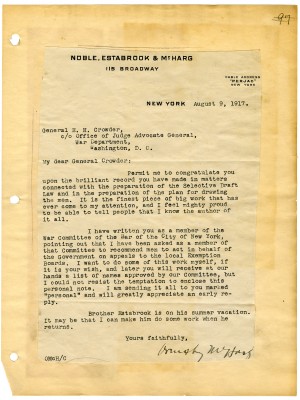 99
NOBLE, ESTABROOK & McHARG
115 BROADWAY
CABLE ADDRESS
NEW YORK
NEW YORK August 9, 1917.
General E. H. Crowder,
c/o Office of Judge Advocate General,
War Department,
Washington, D. C.
My dear General Crowder:
Permit me to congratulate you
upon the brilliant record you have made in matters
connected with the preparation of the Selective Draft
Law and in the preparation of the plan for drawing
the men. It is the finest piece of big work that has
ever come to my attention, and I feel mighty proud
to be able to tell people that I know the author of
it all.
I have written you as a member of the
War Committee of the Bar of the City of New York,
pointing out that I have been asked as a member of
that Committee to recommend men to act in behalf of
the Government on appeals to the local Exemption
Boards. I want to do some of this work myself, if
it is your wish, and later you will receive at our
hands a list of names approved by our Committee, but
I could not resist the temptation to enclose this
personal note. I am sending it all to you marked
"personal" and will greatly appreciate an early re-
ply.
Brother Estabrook is on his summer vacation.
It may be that I can make him do some work when he
returns.
Yours faithfully,
Ormsby McHarg
OMcH/C